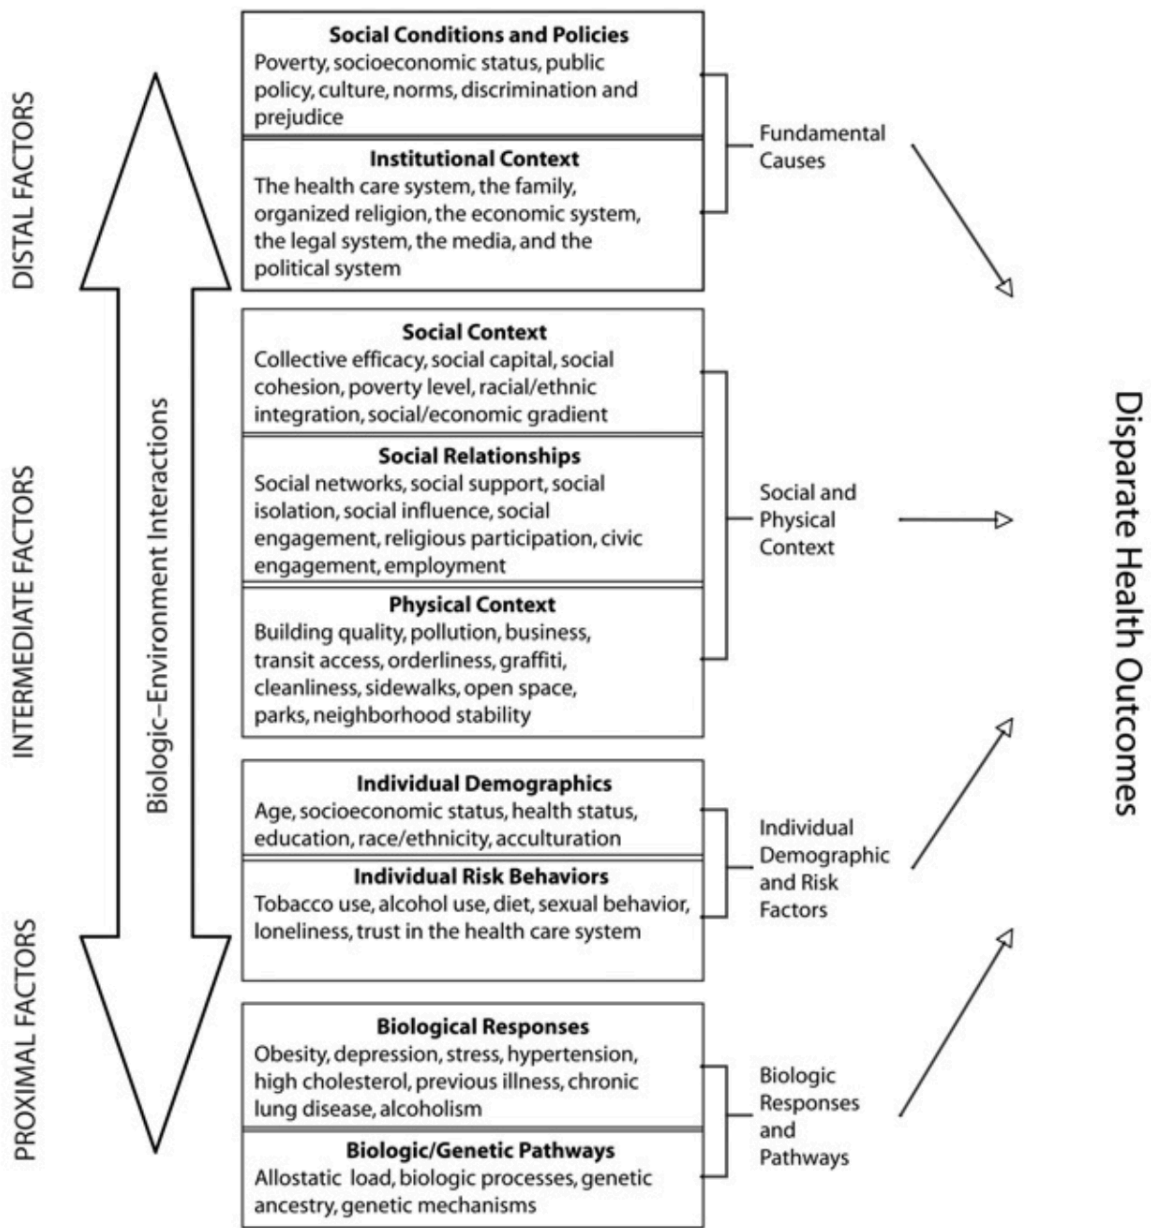 DISTAL FACTORS
INTERMEDIATE FACTORS
PROXIMAL FACTORS
Biologic–Environment Interactions
Social Conditions and Policies
Poverty, socioeconomic status, public
policy, culture, norms, discrimination and
prejudice
Institutional Context
The health care system, the family,
organized religion, the economic system,
the legal system, the media, and the
political system
Fundamental
Causes
Social Context
Collective efficacy, social capital, social
cohesion, poverty level, racial/ethnic
integration, social/economic gradient
Social Relationships
Social networks, social support, social
isolation, social influence, social
engagement, religious participation, civic
engagement, employment
Physical Context
Building quality, pollution, business,
transit access, orderliness, graffiti,
cleanliness, sidewalks, open space,
parks, neighborhood stability
Social and
Physical
Context
Individual Demographics
Age, socioeconomic status, health status,
education, race/ethnicity, acculturation
Individual Risk Behaviors
Tobacco use, alcohol use, diet, sexual behavior,
loneliness, trust in the health care system
Individual
Demographic
and Risk
Factors
Biological Responses
Obesity, depression, stress, hypertension,
high cholesterol, previous illness, chronic
lung disease, alcoholism
Biologic/Genetic Pathways
Allostatic load, biologic processes, genetic
ancestry, genetic mechanisms
Biologic
Responses
and
Pathways
Disparate Health Outcomes